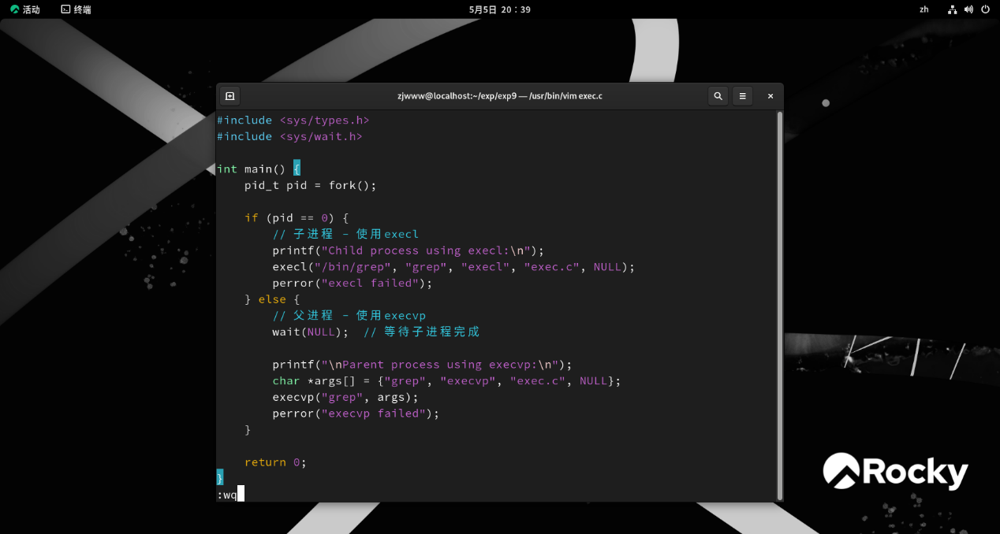 活动 终端 5月5日 20：39 zh
zjwww@localhost:~/exp/exp9 — /usr/bin/vim exec.c
#include <sys/types.h>
#include <sys/wait.h>
int main() {
    pid_t pid = fork();
    if (pid == 0) {
        // 子进程 - 使用execl
        printf("Child process using execl:\n");
        execl("/bin/grep", "grep", "execl", "exec.c", NULL);
        perror("execl failed");
    } else {
        // 父进程 - 使用execvp
        wait(NULL);  // 等待子进程完成
        printf("\nParent process using execvp:\n");
        char *args[] = {"grep", "execvp", "exec.c", NULL};
        execvp("grep", args);
        perror("execvp failed");
    }
    return 0;
}
:wq
Rocky